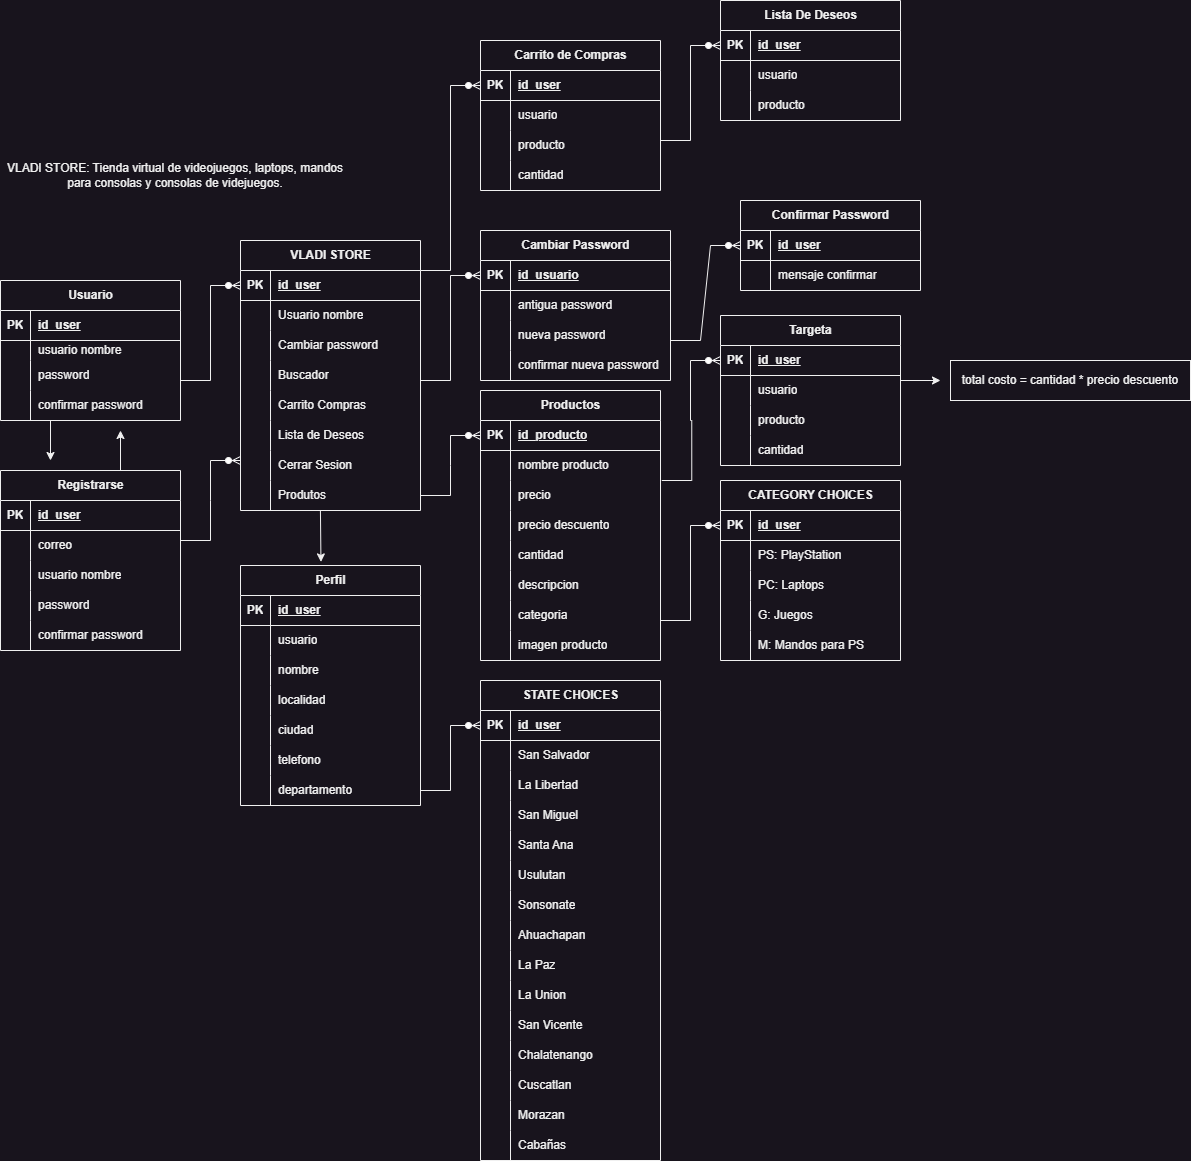 Lista De Deseos
PK id_user
usuario
producto
Carrito de Compras
PK id_user
usuario
producto
cantidad
VLADI STORE: Tienda virtual de videojuegos, laptops, mandos
para consolas y consolas de videjuegos.
Confirmar Password
PK id_user
mensaje confirmar
Cambiar Password
PK id_usuario
antigua password
nueva password
confirmar nueva password
VLADI STORE
PK id_user
Usuario nombre
Cambiar password
Buscador
Carrito Compras
Lista de Deseos
Cerrar Sesion
Produtos
Usuario
PK id_user
usuario nombre
password
confirmar password
Targeta
PK id_user
usuario
producto
cantidad
total costo = cantidad * precio descuento
Productos
PK id_producto
nombre producto
precio
precio descuento
cantidad
descripcion
categoria
imagen producto
Registrarse
PK id_user
correo
usuario nombre
password
confirmar password
CATEGORY CHOICES
PK id_user
PS: PlayStation
PC: Laptops
G: Juegos
M: Mandos para PS
Perfil
PK id_user
usuario
nombre
localidad
ciudad
telefono
departamento
STATE CHOICES
PK id_user
San Salvador
La Libertad
San Miguel
Santa Ana
Usulutan
Sonsonate
Ahuachapan
La Paz
La Union
San Vicente
Chalatenango
Cuscatlan
Morazan
Cabañas